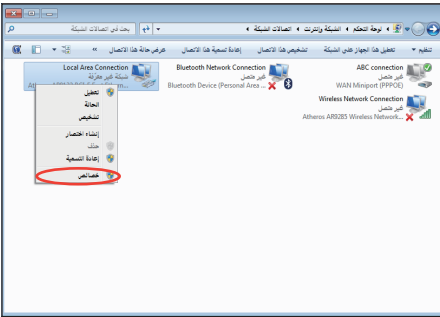 لوحة التحكم ◂ الشبكة وإنترنت ◂ اتصالات الشبكة ◂
بحث في اتصالات الشبكة
تنظيم ▾ تعطيل هذا الجهاز على الشبكة تشخيص هذا الاتصال إعادة تسمية هذا الاتصال عرض حالة هذا الاتصال »
ABC connection
غير متصل
WAN Miniport (PPPOE)
Bluetooth Network Connection
غير متصل
Bluetooth Device (Personal Area ...
Local Area Connection
شبكة غير معرّفة
Wireless Network Connection
غير متصل
Atheros AR9285 Wireless Network...
تعطيل
الحالة
تشخيص
إنشاء اختصار
حذف
إعادة التسمية
خصائص